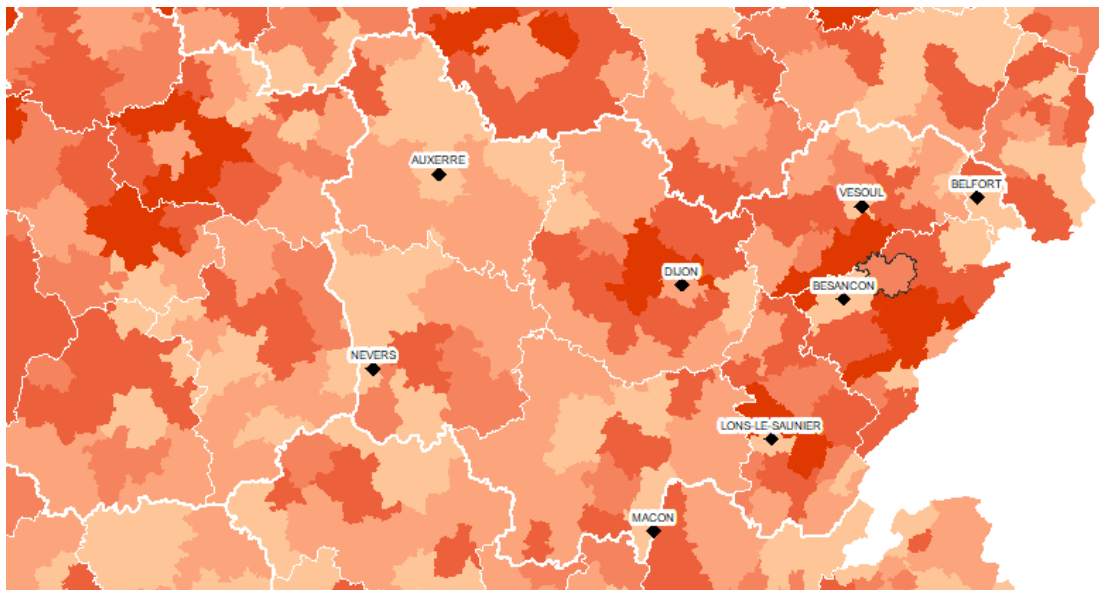 AUXERRE
BELFORT
VESOUL
DIJON
BESANCON
NEVERS
LONS-LE-SAUNIER
MACON